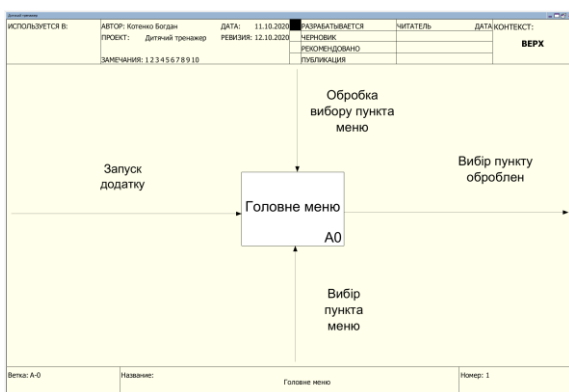 Дитячий тренажер
ИСПОЛЬЗУЕТСЯ В:
АВТОР: Котенко Богдан
ДАТА: 11.10.2020
ПРОЕКТ: Дитячий тренажер
РЕВИЗИЯ: 12.10.2020
ЗАМЕЧАНИЯ: 1 2 3 4 5 6 7 8 9 10
РАЗРАБАТЫВАЕТСЯ
ЧЕРНОВИК
РЕКОМЕНДОВАНО
ПУБЛИКАЦИЯ
ЧИТАТЕЛЬ
ДАТА
КОНТЕКСТ:
ВЕРХ
Обробка
вибору пункта
меню
Запуск
додатку
Вибір пункту
оброблен
Головне меню
A0
Вибір
пункта
меню
Ветка: A-0
Название:
Головне меню
Номер: 1